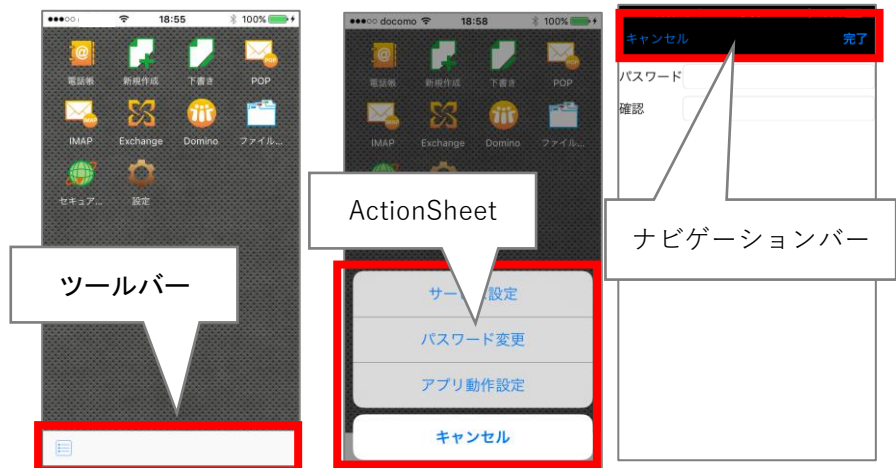 18:55
100%
電話帳
新規作成
下書き
POP
IMAP
Exchange
Domino
ファイル...
セキュア...
設定
ツールバー
docomo
18:58
100%
電話帳
新規作成
下書き
POP
IMAP
Exchange
Domino
ファイル...
ActionSheet
サー
設定
パスワード変更
アプリ動作設定
キャンセル
キャンセル
完了
パスワード
確認
ナビゲーションバー